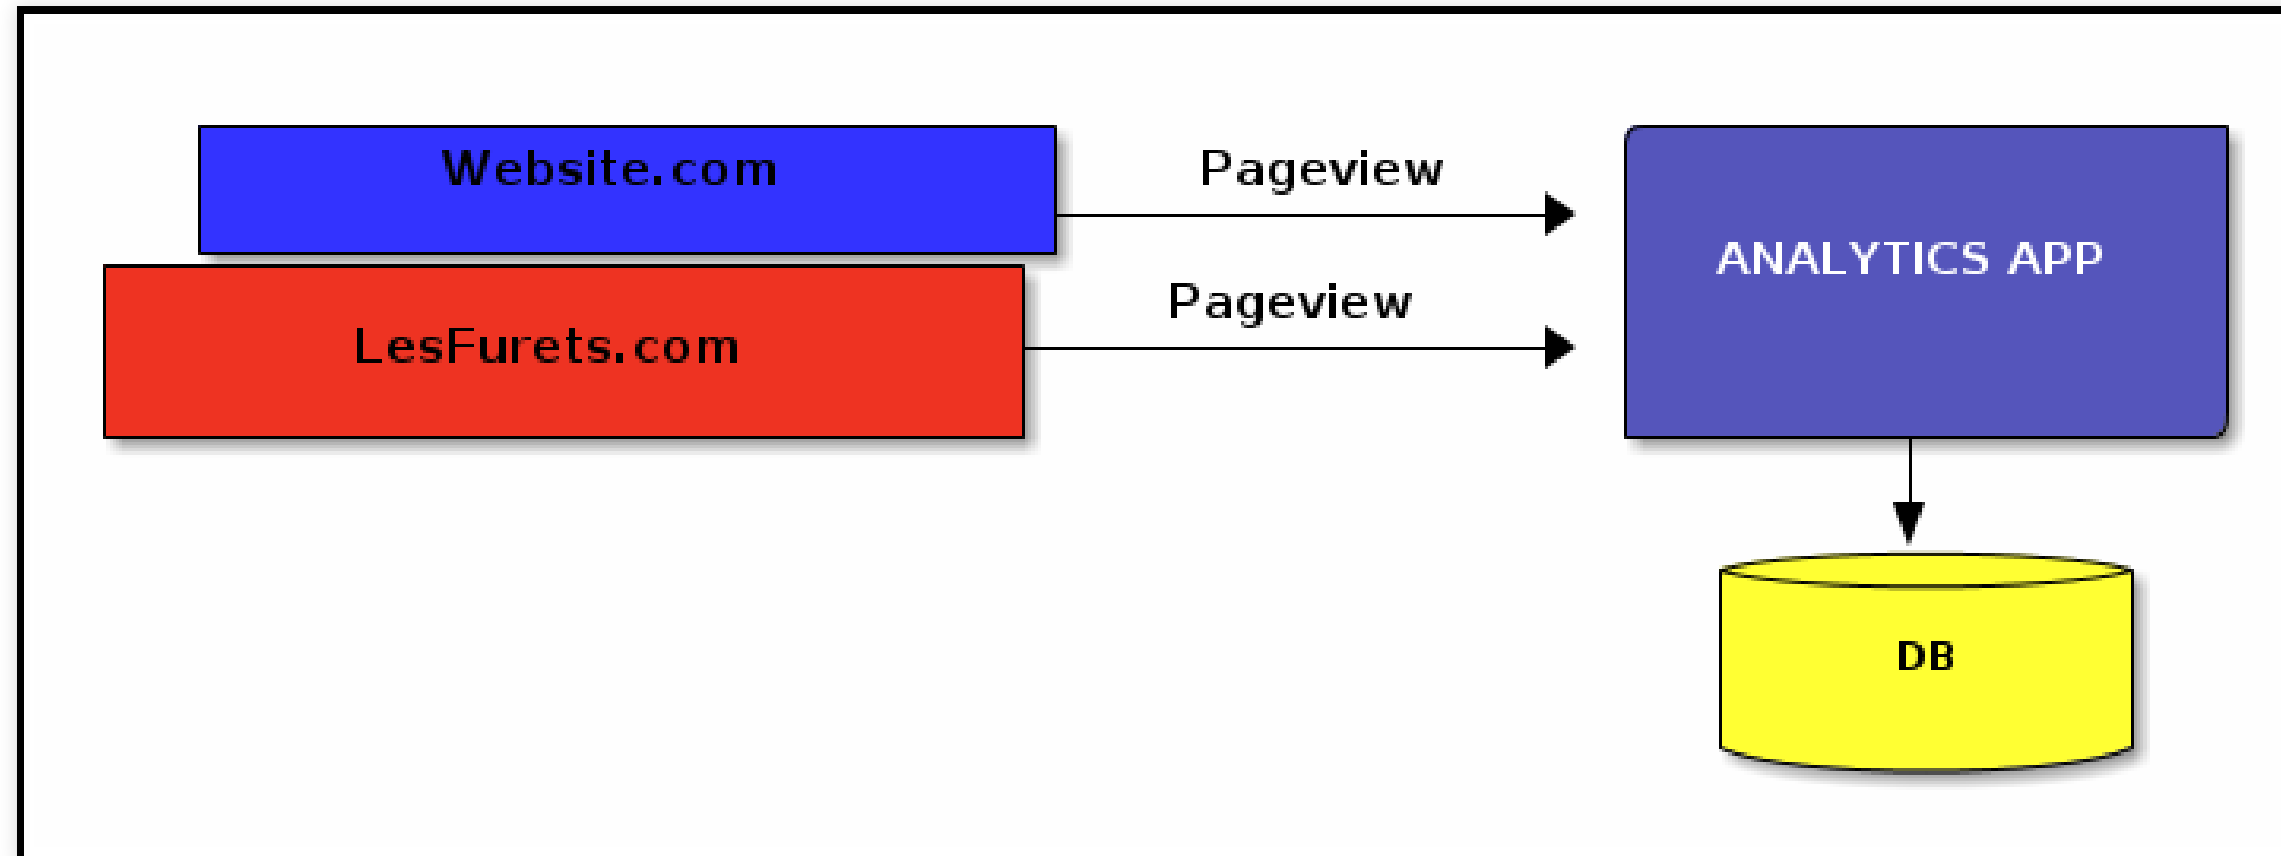 Website.com
Pageview
ANALYTICS APP
Pageview
LesFurets.com
DB